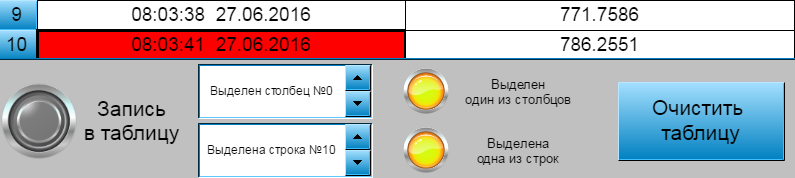 9 08:03:38 27.06.2016 771.7586
10 08:03:41 27.06.2016 786.2551
Запись
в таблицу
Выделен столбец №0
Выделена строка №10
Выделен
один из столбцов
Выделена
одна из строк
Очистить
таблицу